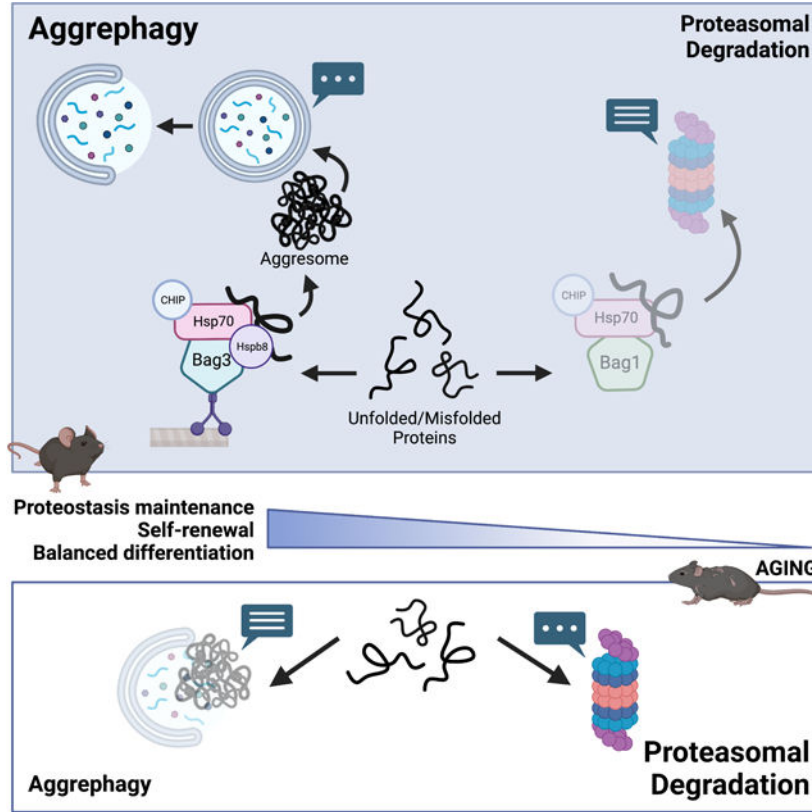 Aggrephagy
Proteasomal
Degradation
Aggresome
CHIP
Hsp70
Hspb8
Bag3
CHIP
Hsp70
Bag1
Unfolded/Misfolded
Proteins
Proteostasis maintenance
Self-renewal
Balanced differentiation
AGING
Aggrephagy
Proteasomal
Degradation